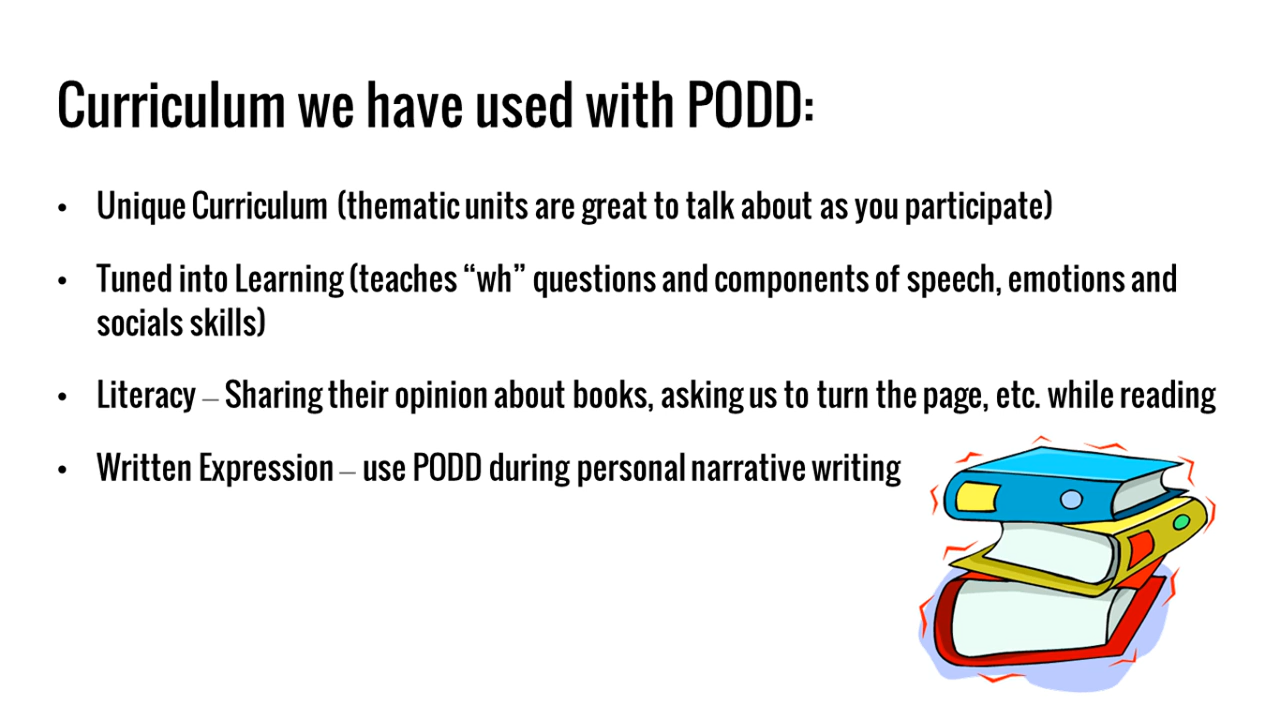 Curriculum we have used with PODD:
• Unique Curriculum (thematic units are great to talk about as you participate)
• Tuned into Learning (teaches “wh” questions and components of speech, emotions and
socials skills)
• Literacy – Sharing their opinion about books, asking us to turn the page, etc. while reading
• Written Expression – use PODD during personal narrative writing